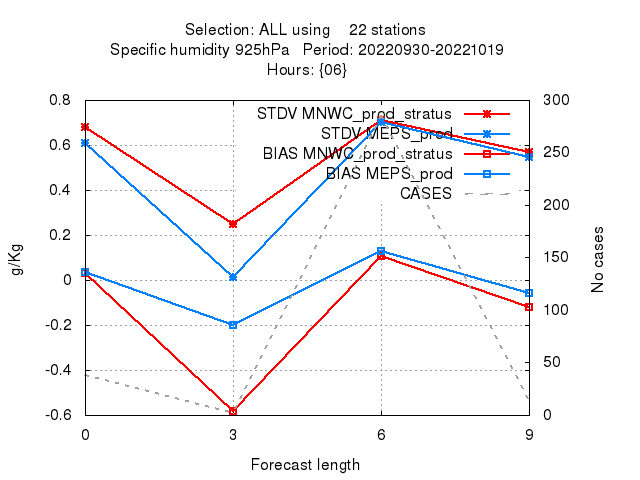 Selection: ALL using 22 stations
Specific humidity 925hPa Period: 20220930-20221019
Hours: {06}
0.8
0.6
0.4
0.2
0
-0.2
-0.4
-0.6
300
250
200
150
100
50
0
STDV MNWC_prod_stratus
STDV MEPS_prod
BIAS MNWC_prod_stratus
BIAS MEPS_prod
CASES
g/Kg
No cases
0 3 6 9
Forecast length